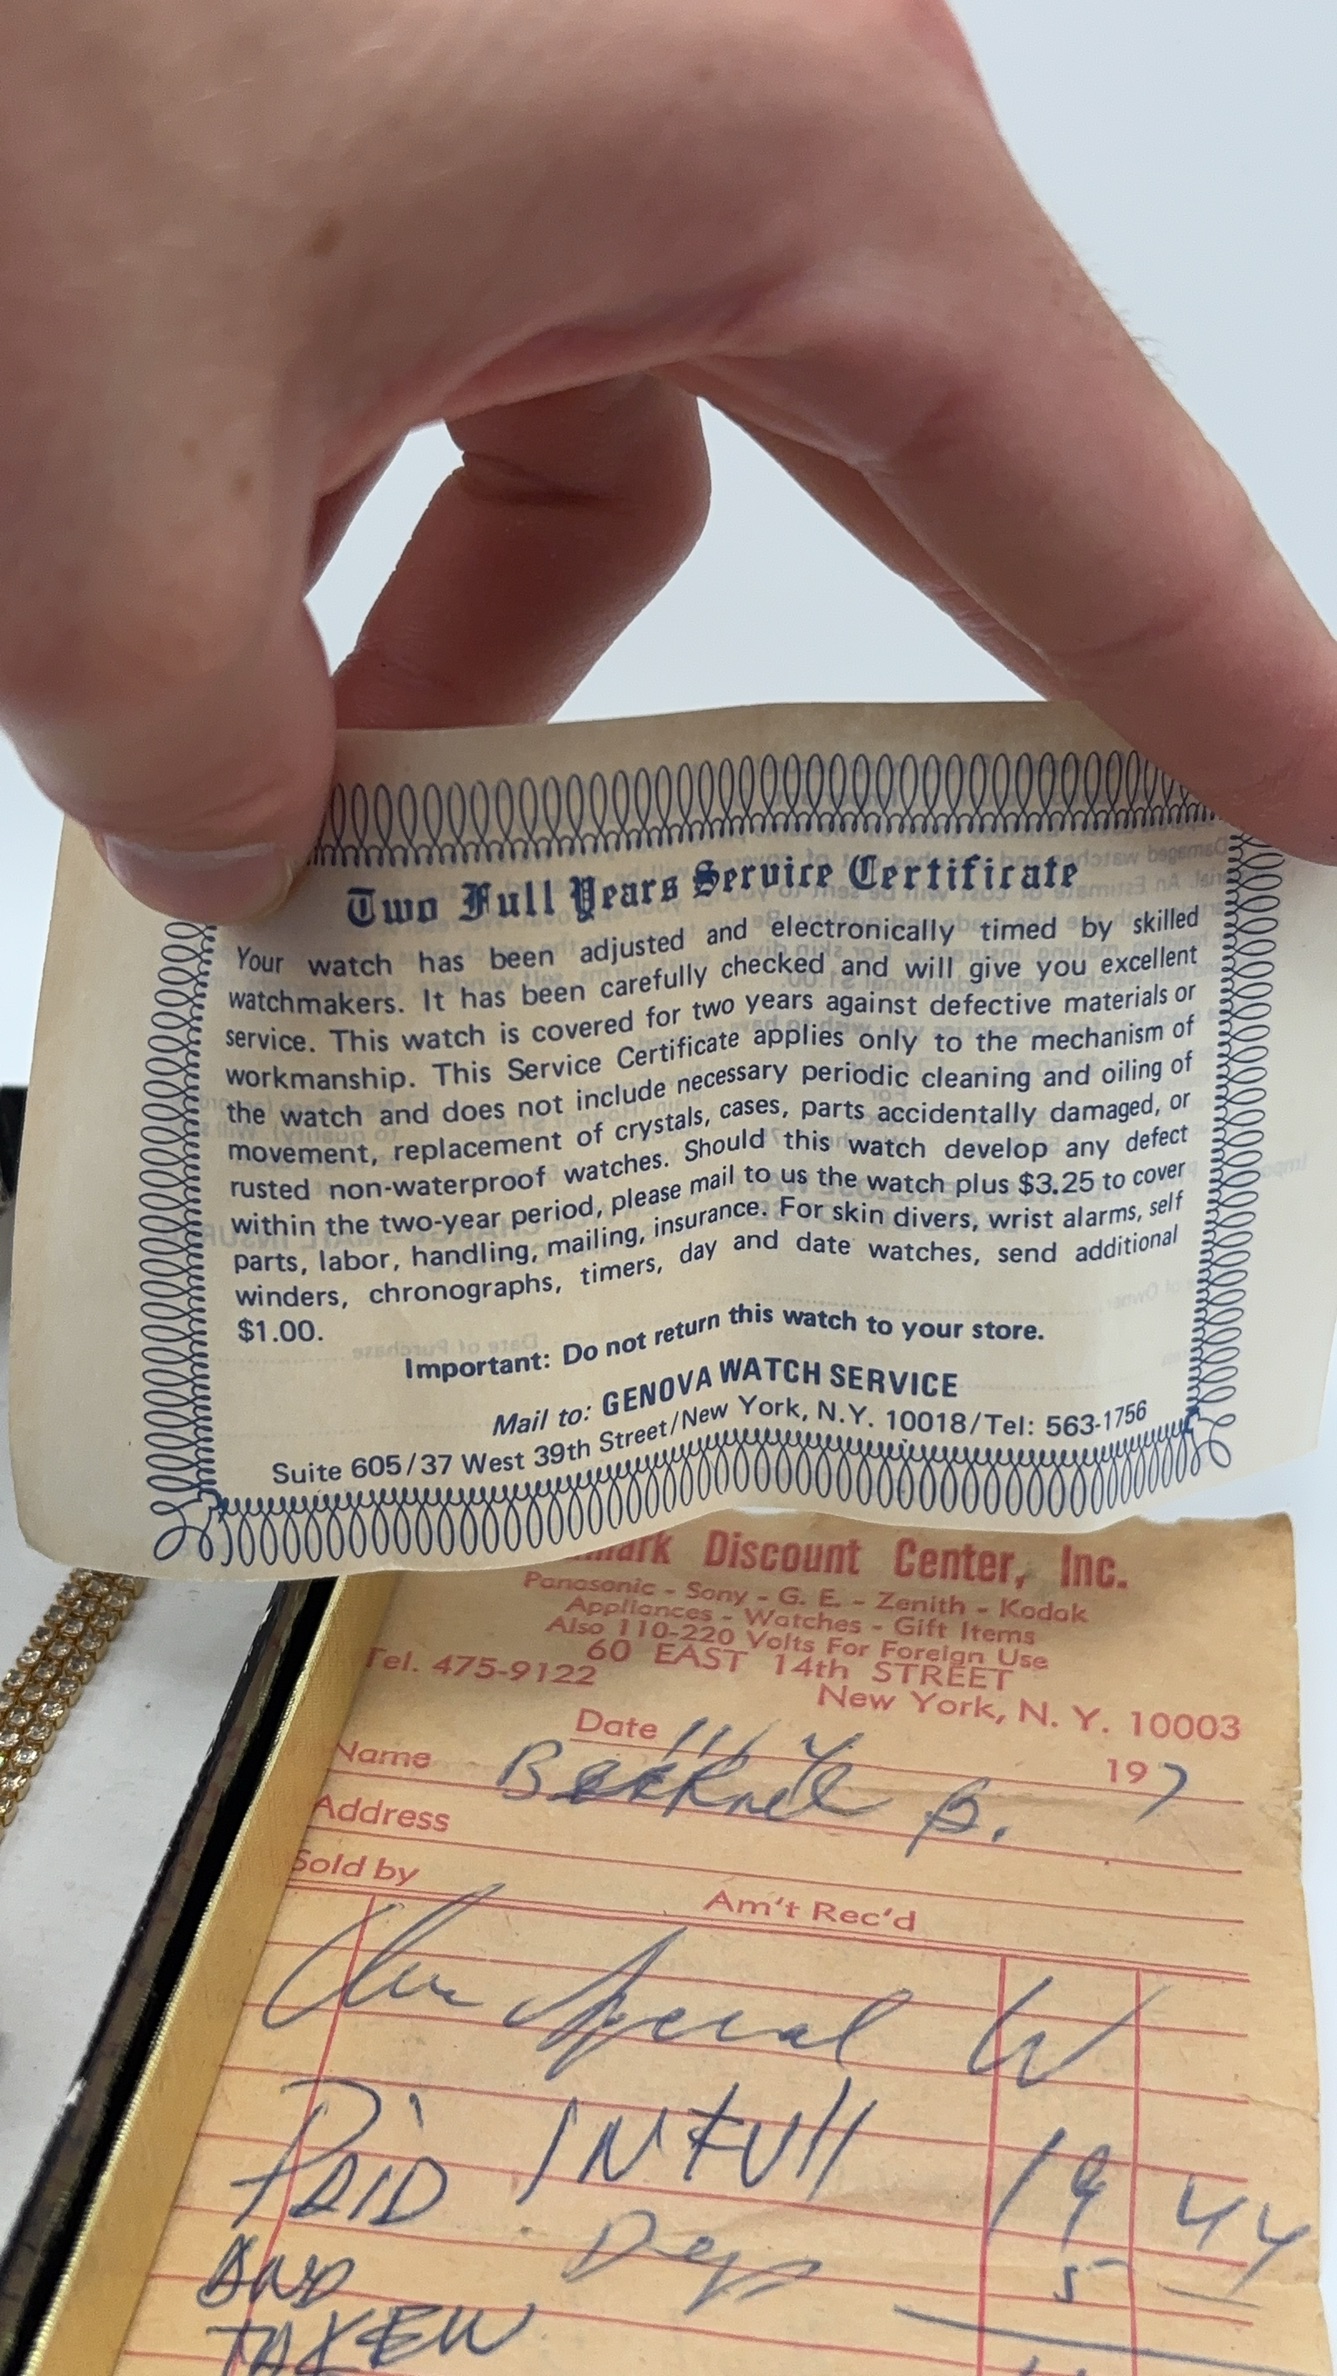 Two Full Years Service Certificate
Your watch has been adjusted and electronically timed by skilled
watchmakers. It has been carefully checked and will give you excellent
service. This watch is covered for two years against defective materials or
workmanship. This Service Certificate applies only to the mechanism of
the watch and does not include necessary periodic cleaning and oiling of
movement, replacement of crystals, cases, parts accidentally damaged, or
rusted non-waterproof watches. Should this watch develop any defect
within the two-year period, please mail to us the watch plus $3.25 to cover
parts, labor, handling, mailing, insurance. For skin divers, wrist alarms, self
winders, chronographs, timers, day and date watches, send additional
$1.00.
Important: Do not return this watch to your store.
Mail to: GENOVA WATCH SERVICE
Suite 605/37 West 39th Street/New York, N.Y. 10018/Tel: 563-1756
Discount Center, Inc.
Panasonic - Sony - G. E. - Zenith - Kodak
Appliances - Watches - Gift Items
Also 110-220 Volts For Foreign Use
60 EAST 14th STREET
Tel. 475-9122
New York, N. Y. 10003
Date 11/4 197
Name B.
Address
Sold by Am't Rec'd
Special W
PAID IN FULL 19 44
AND Dep 5 -
TAKEN